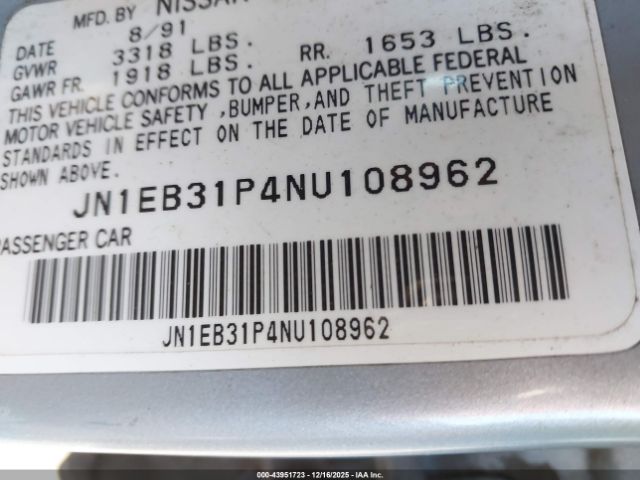 MFD. BY NISSAN
DATE 8/91
GVWR 3318 LBS.
GAWR FR. 1918 LBS. RR. 1653 LBS.
THIS VEHICLE CONFORMS TO ALL APPLICABLE FEDERAL
MOTOR VEHICLE SAFETY ,BUMPER,AND THEFT PREVENTION
STANDARDS IN EFFECT ON THE DATE OF MANUFACTURE
SHOWN ABOVE.
JN1EB31P4NU108962
PASSENGER CAR
JN1EB31P4NU108962
000-43951723 - 12/16/2025 - IAA Inc.